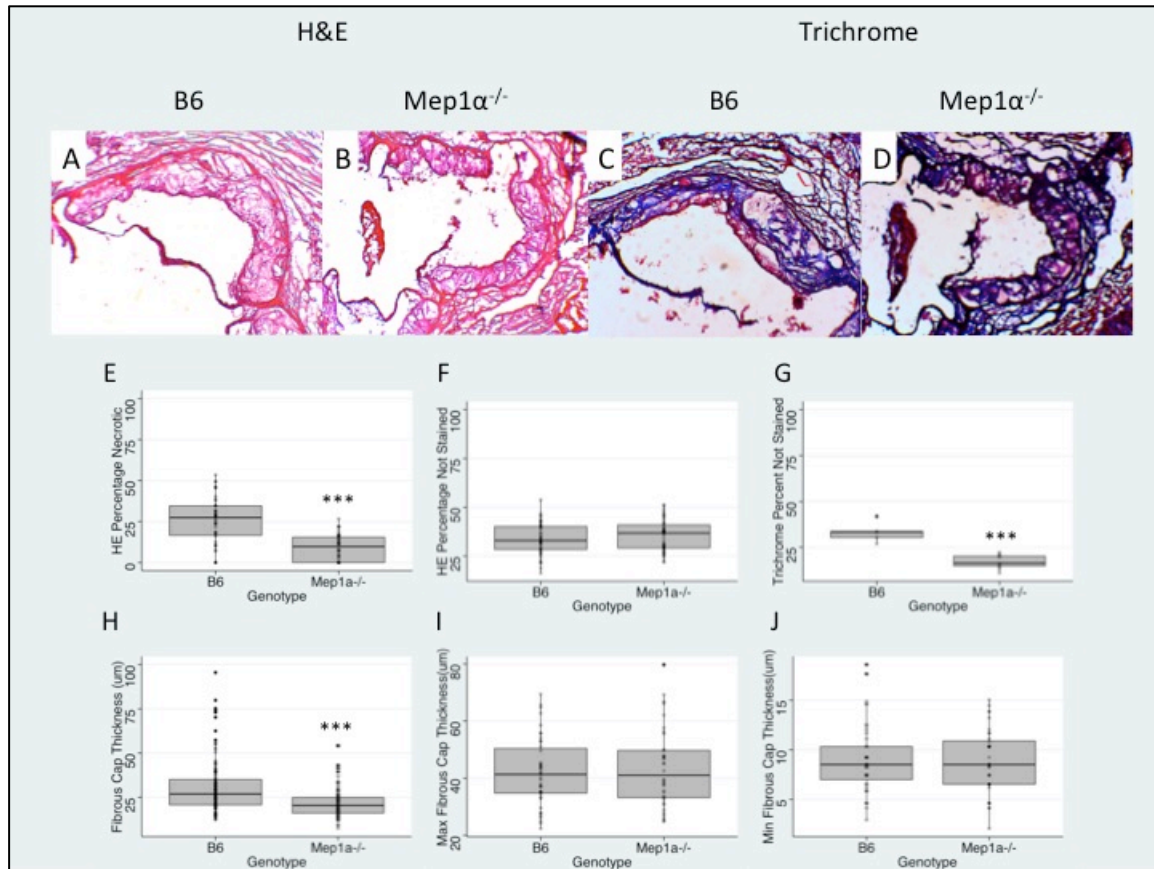 H&E Trichrome
B6 Mep1α-/- B6 Mep1α-/-
A B C D
E F G
HE Percentage Necrotic
100
75
50
25
0
***
B6 Mep1a-/-
Genotype
HE Percentage Not Stained
100
75
50
25
B6 Mep1a-/-
Genotype
Trichrome Percent Not Stained
100
75
50
25
***
B6 Mep1a-/-
Genotype
H I J
Fibrous Cap Thickness (um)
100
75
50
25
***
B6 Mep1a-/-
Genotype
Max Fibrous Cap Thickness(um)
80
60
40
20
B6 Mep1a-/-
Genotype
Min Fibrous Cap Thickness(um)
15
10
5
B6 Mep1a-/-
Genotype